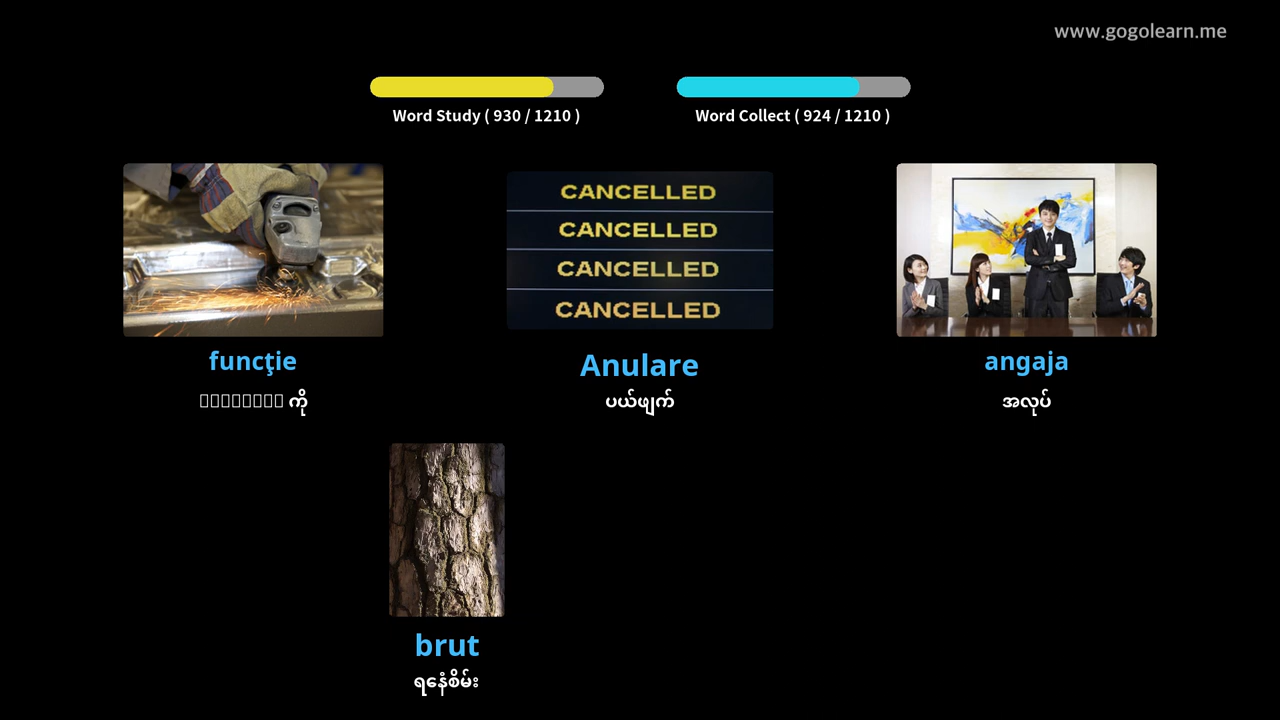 www.gogolearn.me
Word Study ( 930 / 1210 )
Word Collect ( 924 / 1210 )
CANCELLED
CANCELLED
CANCELLED
CANCELLED
funcţie
Anulare
angaja
ကို
ပယ်ဖျက်
အလုပ်
brut
ရနေံစိမ်း